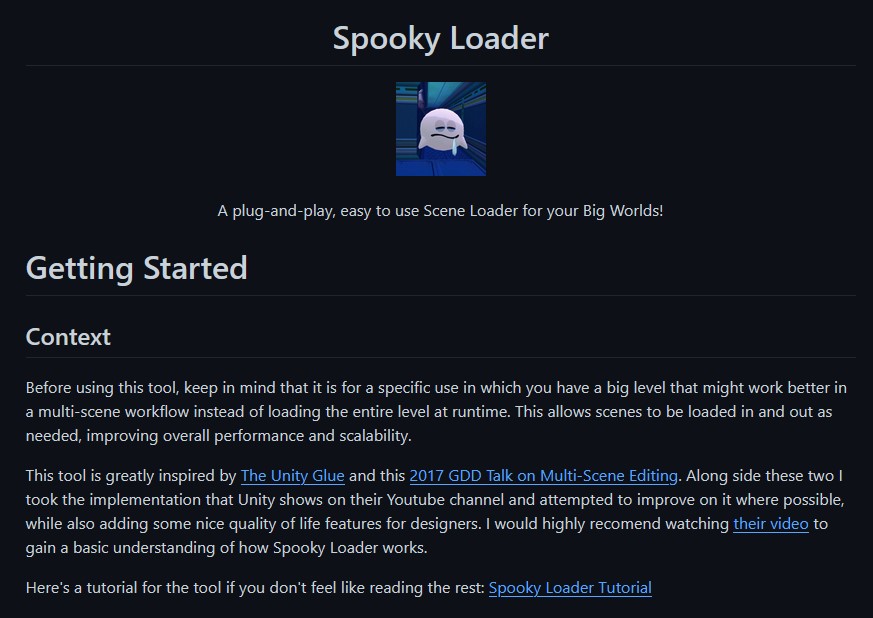 Spooky Loader
A plug-and-play, easy to use Scene Loader for your Big Worlds!
Getting Started
Context
Before using this tool, keep in mind that it is for a specific use in which you have a big level that might work better in
a multi-scene workflow instead of loading the entire level at runtime. This allows scenes to be loaded in and out as
needed, improving overall performance and scalability.
This tool is greatly inspired by The Unity Glue and this 2017 GDD Talk on Multi-Scene Editing. Along side these two I
took the implementation that Unity shows on their Youtube channel and attempted to improve on it where possible,
while also adding some nice quality of life features for designers. I would highly recomend watching their video to
gain a basic understanding of how Spooky Loader works.
Here's a tutorial for the tool if you don't feel like reading the rest: Spooky Loader Tutorial